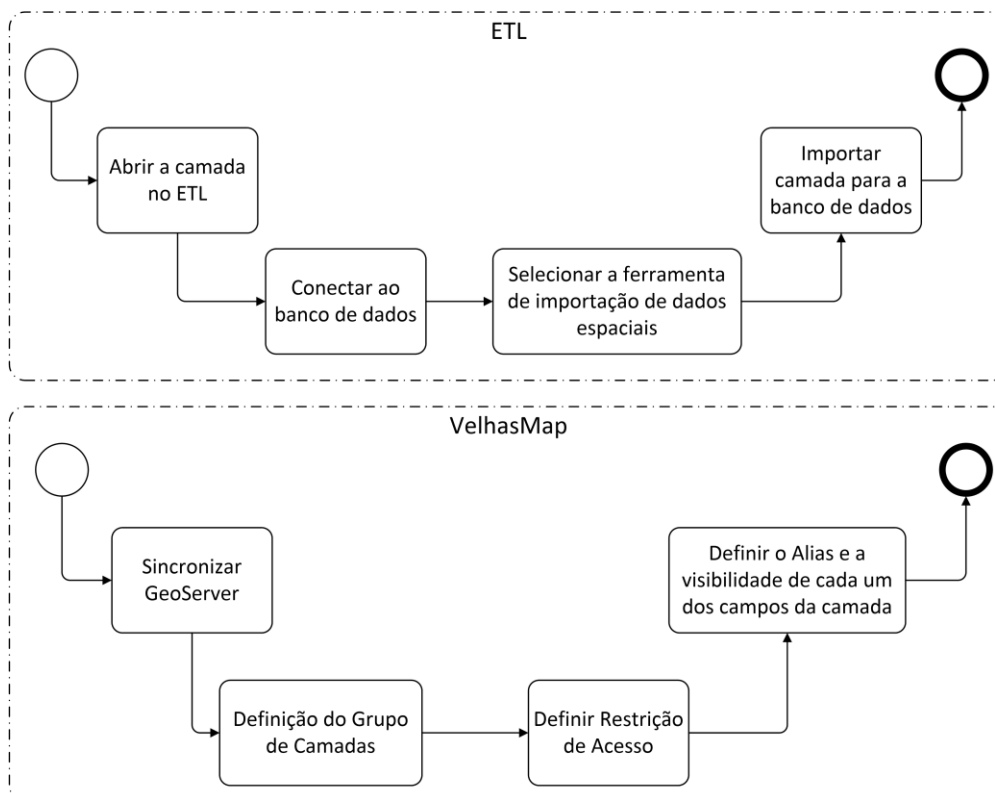 ETL
Abrir a camada
no ETL
Conectar ao
banco de dados
Selecionar a ferramenta
de importação de dados
espaciais
Importar
camada para a
banco de dados
VelhasMap
Sincronizar
GeoServer
Definição do Grupo
de Camadas
Definir Restrição
de Acesso
Definir o Alias e a
visibilidade de cada um
dos campos da camada